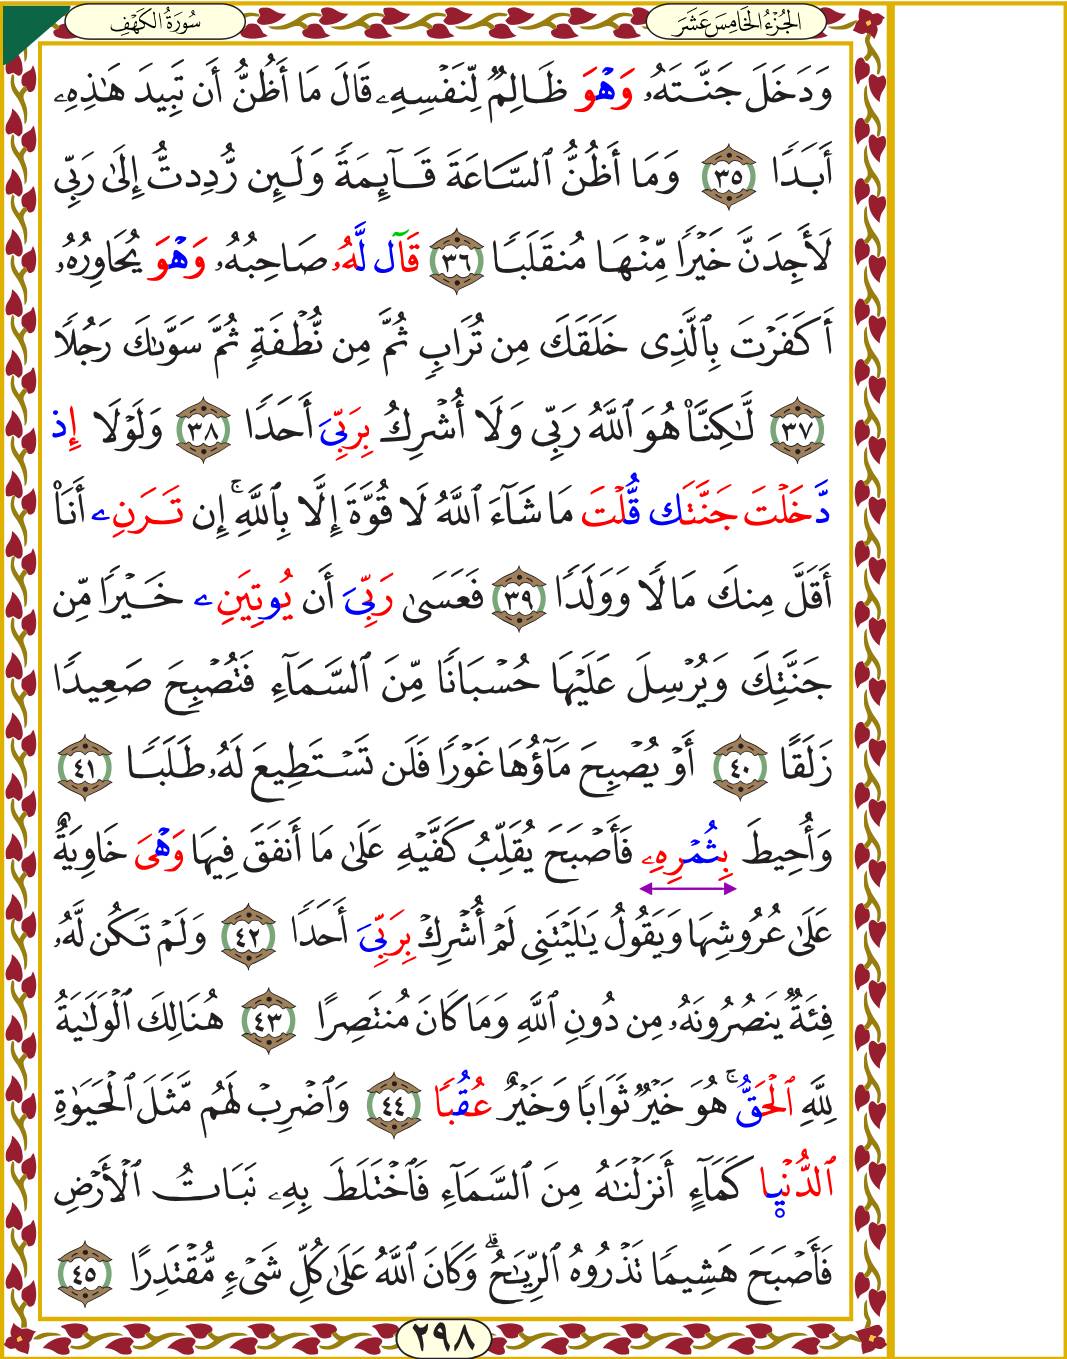 الجُزْءُ الخَامِسَ عَشَرَ
سُورَةُ الكَهْفِ
وَدَخَلَ جَنَّتَهُۥ وَهْوَ ظَالِمٌ لِّنَفْسِهِۦ قَالَ مَا أَظُنُّ أَن تَبِيدَ هَٰذِهِۦ
أَبَدًا ٣٥ وَمَا أَظُنُّ ٱلسَّاعَةَ قَآئِمَةً وَلَئِن رُّدِدتُّ إِلَىٰ رَبِّى
لَأَجِدَنَّ خَيْرًا مِّنْهَا مُنقَلَبًا ٣٦ قَآل لَّهُۥ صَاحِبُهُۥ وَهْوَ يُحَاوِرُهُۥ
أَكَفَرْتَ بِٱلَّذِى خَلَقَكَ مِن تُرَابٍ ثُمَّ مِن نُّطْفَةٍ ثُمَّ سَوَّىٰكَ رَجُلًا
٣٧ لَّٰكِنَّا۠ هُوَ ٱللَّهُ رَبِّى وَلَا أُشْرِكُ بِرَبِّىَ أَحَدًا ٣٨ وَلَوْلَا إِذ
دَّخَلْتَ جَنَّتَك قُّلْتَ مَا شَآءَ ٱللَّهُ لَا قُوَّةَ إِلَّا بِٱللَّهِۚ إِن تَرَنِۦ أَنَا۠
أَقَلَّ مِنكَ مَالًا وَوَلَدًا ٣٩ فَعَسَىٰ رَبِّىَ أَن يُوتِيَنِۦ خَيْرًا مِّن
جَنَّتِكَ وَيُرْسِلَ عَلَيْهَا حُسْبَانًا مِّنَ ٱلسَّمَآءِ فَتُصْبِحَ صَعِيدًا
زَلَقًا ٤٠ أَوْ يُصْبِحَ مَآؤُهَا غَوْرًا فَلَن تَسْتَطِيعَ لَهُۥ طَلَبًا ٤١
وَأُحِيطَ بِثُمْرِهِۦ فَأَصْبَحَ يُقَلِّبُ كَفَّيْهِ عَلَىٰ مَا أَنفَقَ فِيهَا وَهْىَ خَاوِيَةٌ
عَلَىٰ عُرُوشِهَا وَيَقُولُ يَٰلَيْتَنِى لَمْ أُشْرِكْ بِرَبِّىَ أَحَدًا ٤٢ وَلَمْ تَكُن لَّهُۥ
فِئَةٌ يَنصُرُونَهُۥ مِن دُونِ ٱللَّهِ وَمَا كَانَ مُنتَصِرًا ٤٣ هُنَالِكَ ٱلْوَلَٰيَةُ
لِلَّهِ ٱلْحَقُّۚ هُوَ خَيْرٌ ثَوَابًا وَخَيْرٌ عُقُبًا ٤٤ وَٱضْرِبْ لَهُم مَّثَلَ ٱلْحَيَوٰةِ
ٱلدُّنْيِا كَمَآءٍ أَنزَلْنَٰهُ مِنَ ٱلسَّمَآءِ فَٱخْتَلَطَ بِهِۦ نَبَاتُ ٱلْأَرْضِ
فَأَصْبَحَ هَشِيمًا تَذْرُوهُ ٱلرِّيَٰحُۗ وَكَانَ ٱللَّهُ عَلَىٰ كُلِّ شَىْءٍ مُّقْتَدِرًا ٤٥
٢٩٨